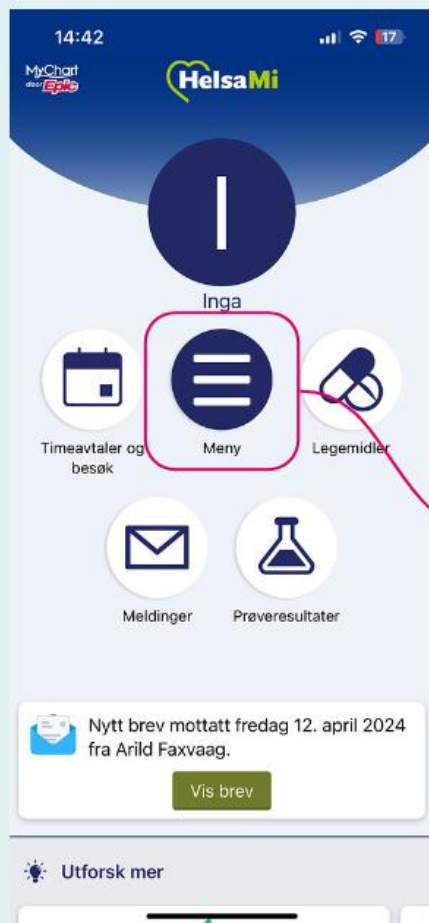 14:42
17
MyChart
door Epic
HelsaMi
I
Inga
Timeavtaler og
besøk
Meny
Legemidler
Meldinger
Prøveresultater
Nytt brev mottatt fredag 12. april 2024
fra Arild Faxvaag.
Vis brev
Utforsk mer